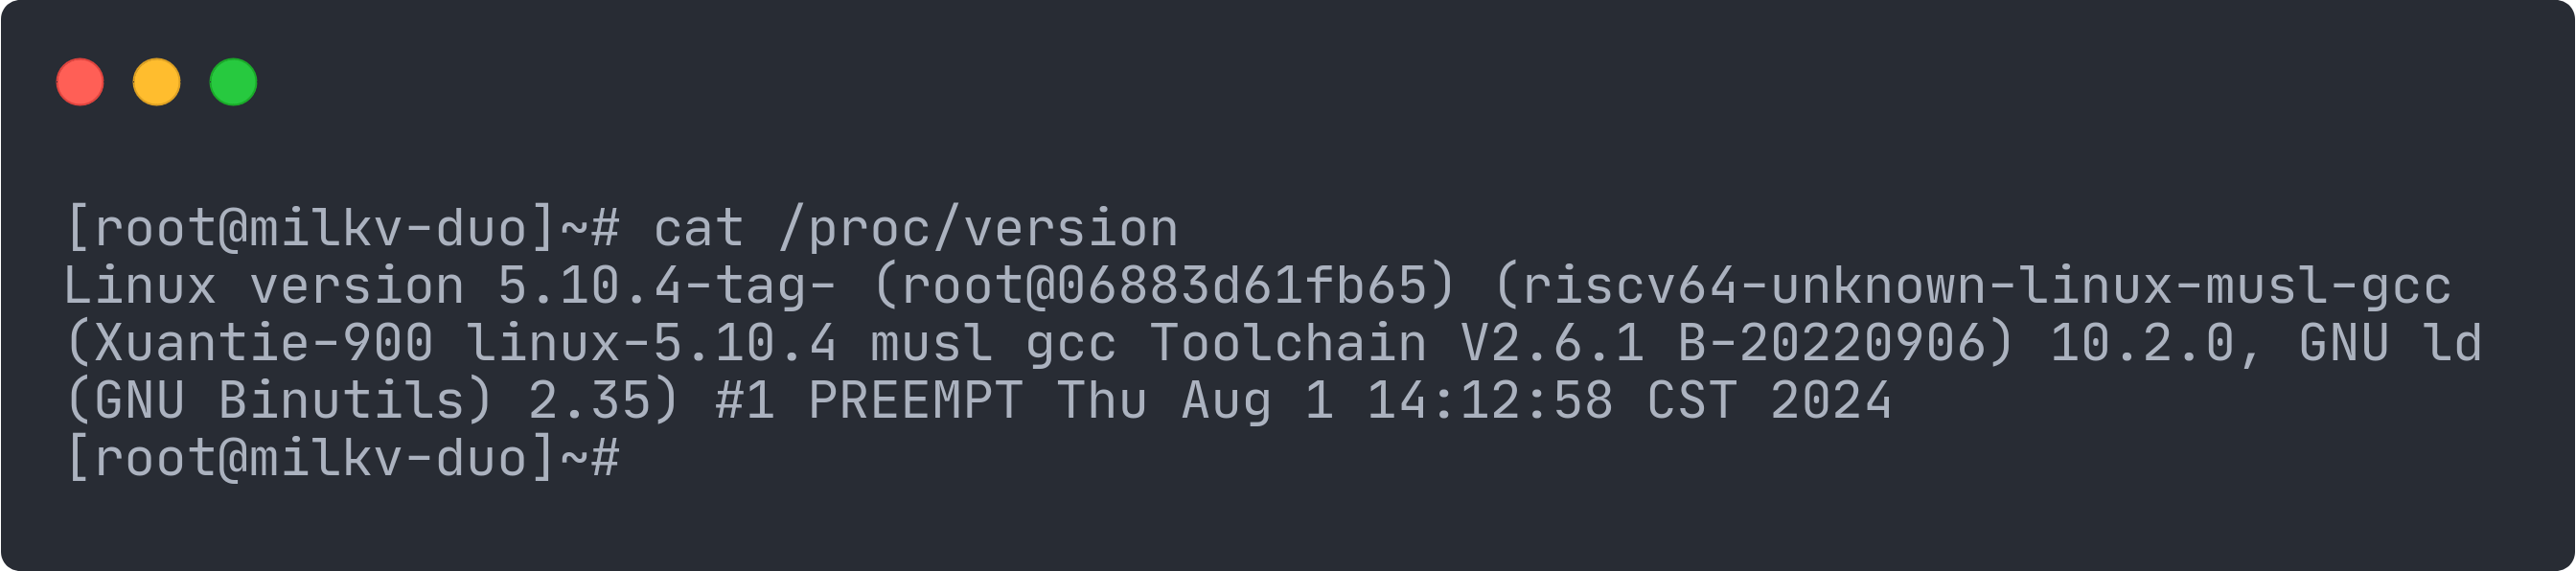 [root@milkv-duo]~# cat /proc/version
Linux version 5.10.4-tag- (root@06883d61fb65) (riscv64-unknown-linux-musl-gcc
(Xuantie-900 linux-5.10.4 musl gcc Toolchain V2.6.1 B-20220906) 10.2.0, GNU ld
(GNU Binutils) 2.35) #1 PREEMPT Thu Aug 1 14:12:58 CST 2024
[root@milkv-duo]~#